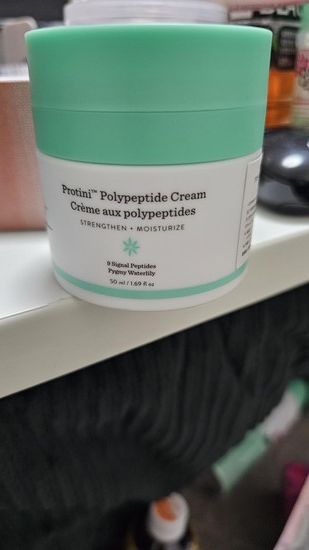 Protini™ Polypeptide Cream
Crème aux polypeptides
STRENGTHEN + MOISTURIZE
9 Signal Peptides
Pygmy Waterlily
50 ml / 1.69 fl oz